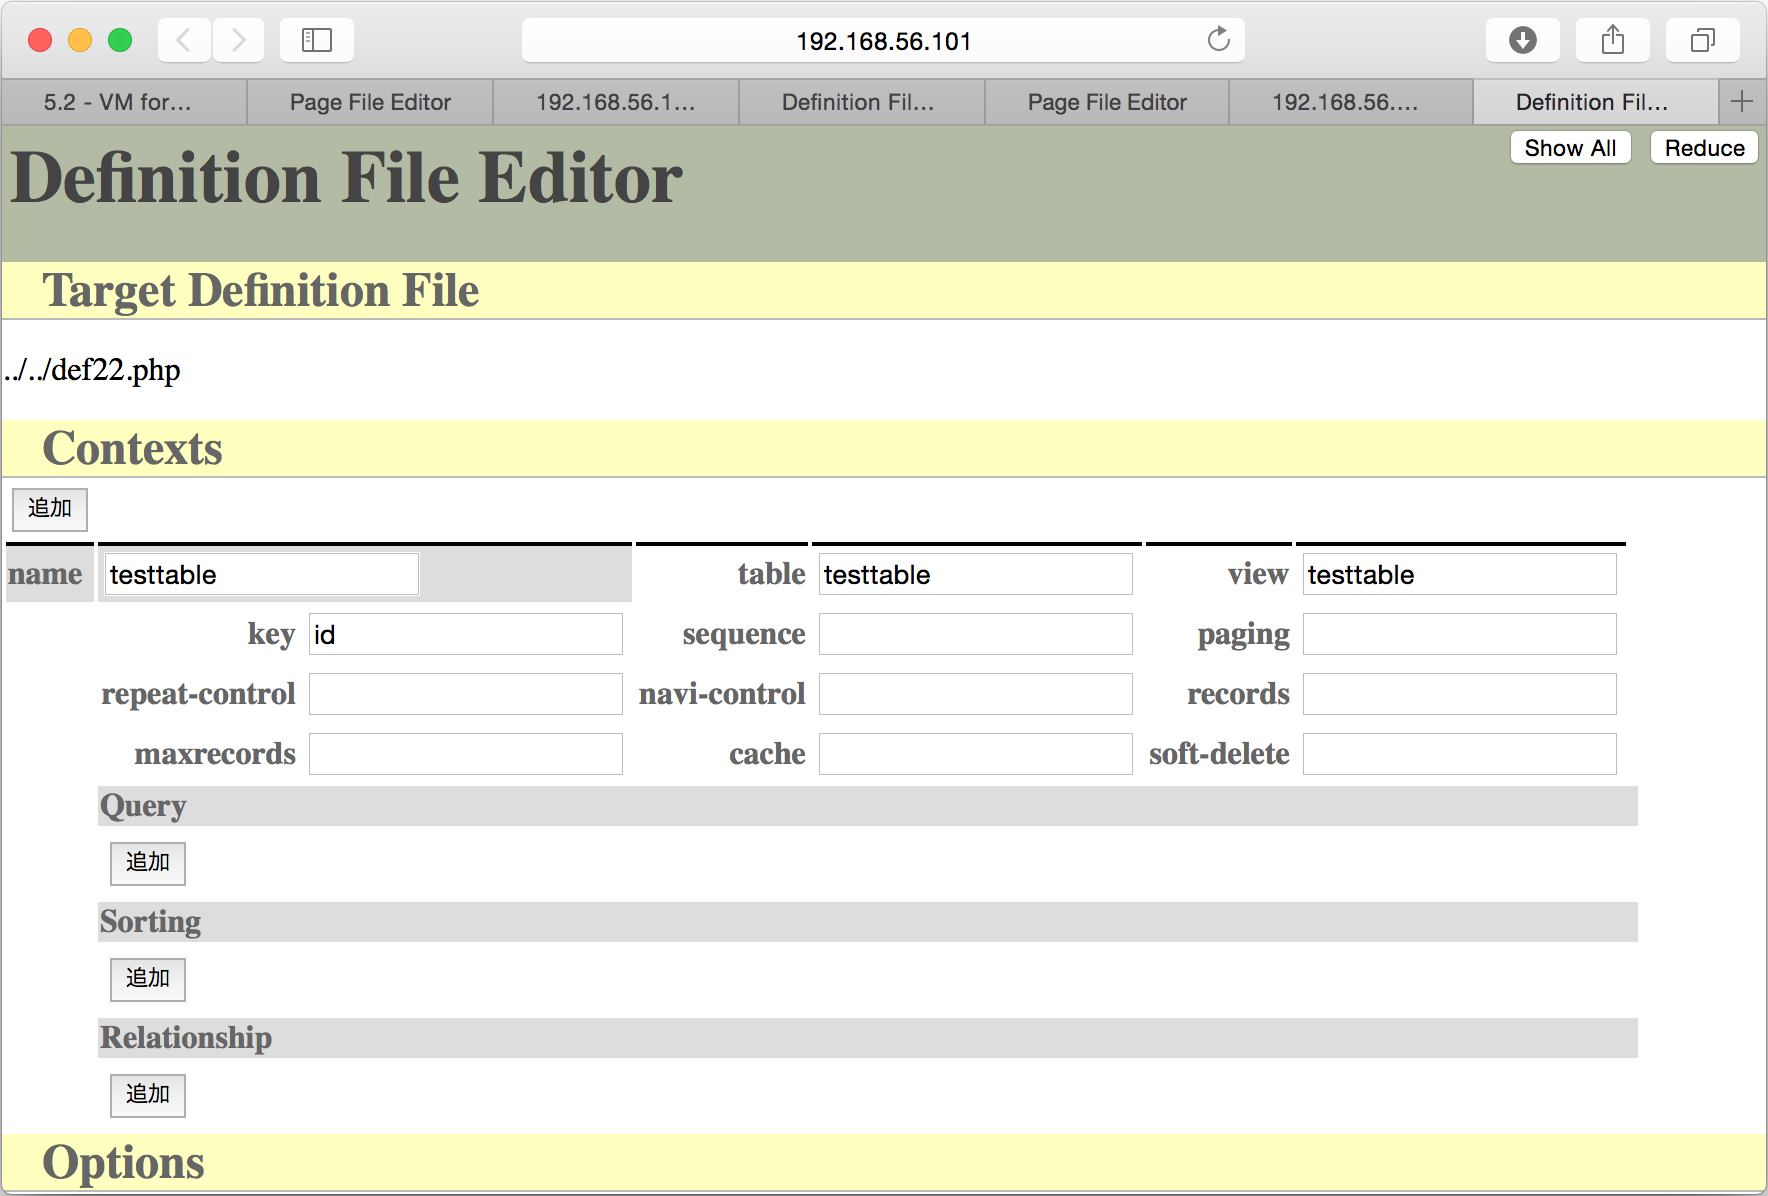 192.168.56.101
5.2 - VM for...
Page File Editor
192.168.56.1...
Definition Fil...
Page File Editor
192.168.56....
Definition Fil...
Show All
Reduce
Definition File Editor
Target Definition File
../../def22.php
Contexts
追加
name testtable table testtable view testtable
key id sequence paging
repeat-control navi-control records
maxrecords cache soft-delete
Query
追加
Sorting
追加
Relationship
追加
Options